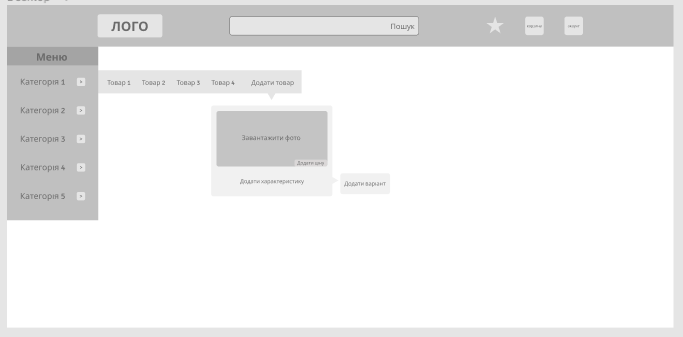 ЛОГО
Пошук
Меню
Категорія 1
Категорія 2
Категорія 3
Категорія 4
Категорія 5
Товар 1 Товар 2 Товар 3 Товар 4 Додати товар
Завантажити фото
Додати ціну
Додати характеристику
Додати варіант